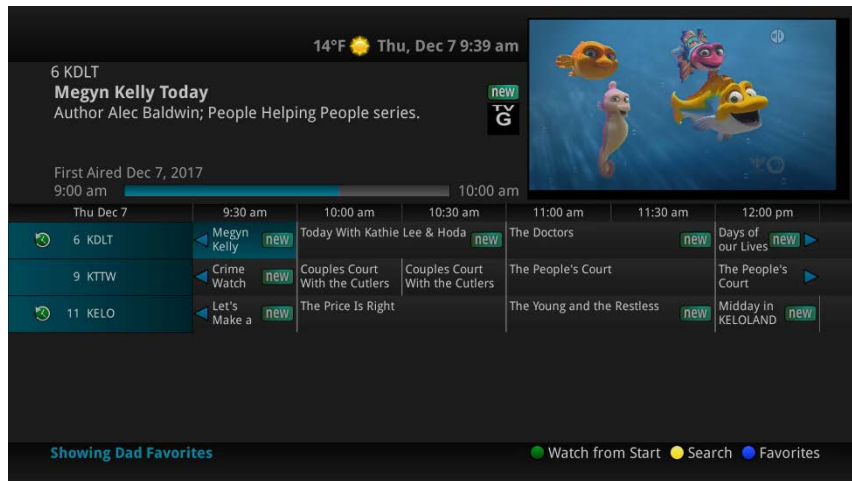 14°F Thu, Dec 7 9:39 am
6 KDLT
Megyn Kelly Today new
Author Alec Baldwin; People Helping People series. TV G
First Aired Dec 7, 2017
9:00 am 10:00 am
Thu Dec 7 9:30 am 10:00 am 10:30 am 11:00 am 11:30 am 12:00 pm
6 KDLT Megyn Kelly new Today With Kathie Lee & Hoda new The Doctors new Days of our Lives new
9 KTTW Crime Watch new Couples Court With the Cutlers Couples Court With the Cutlers The People's Court The People's Court
11 KELO Let's Make a new The Price Is Right The Young and the Restless new Midday in KELOLAND new
Showing Dad Favorites Watch from Start Search Favorites